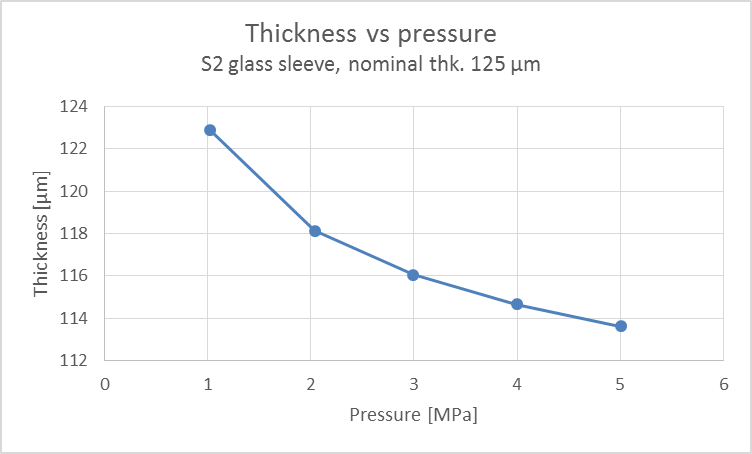 Thickness vs pressure
S2 glass sleeve, nominal thk. 125 µm
Thickness [µm]
124
122
120
118
116
114
112
0 1 2 3 4 5 6
Pressure [MPa]